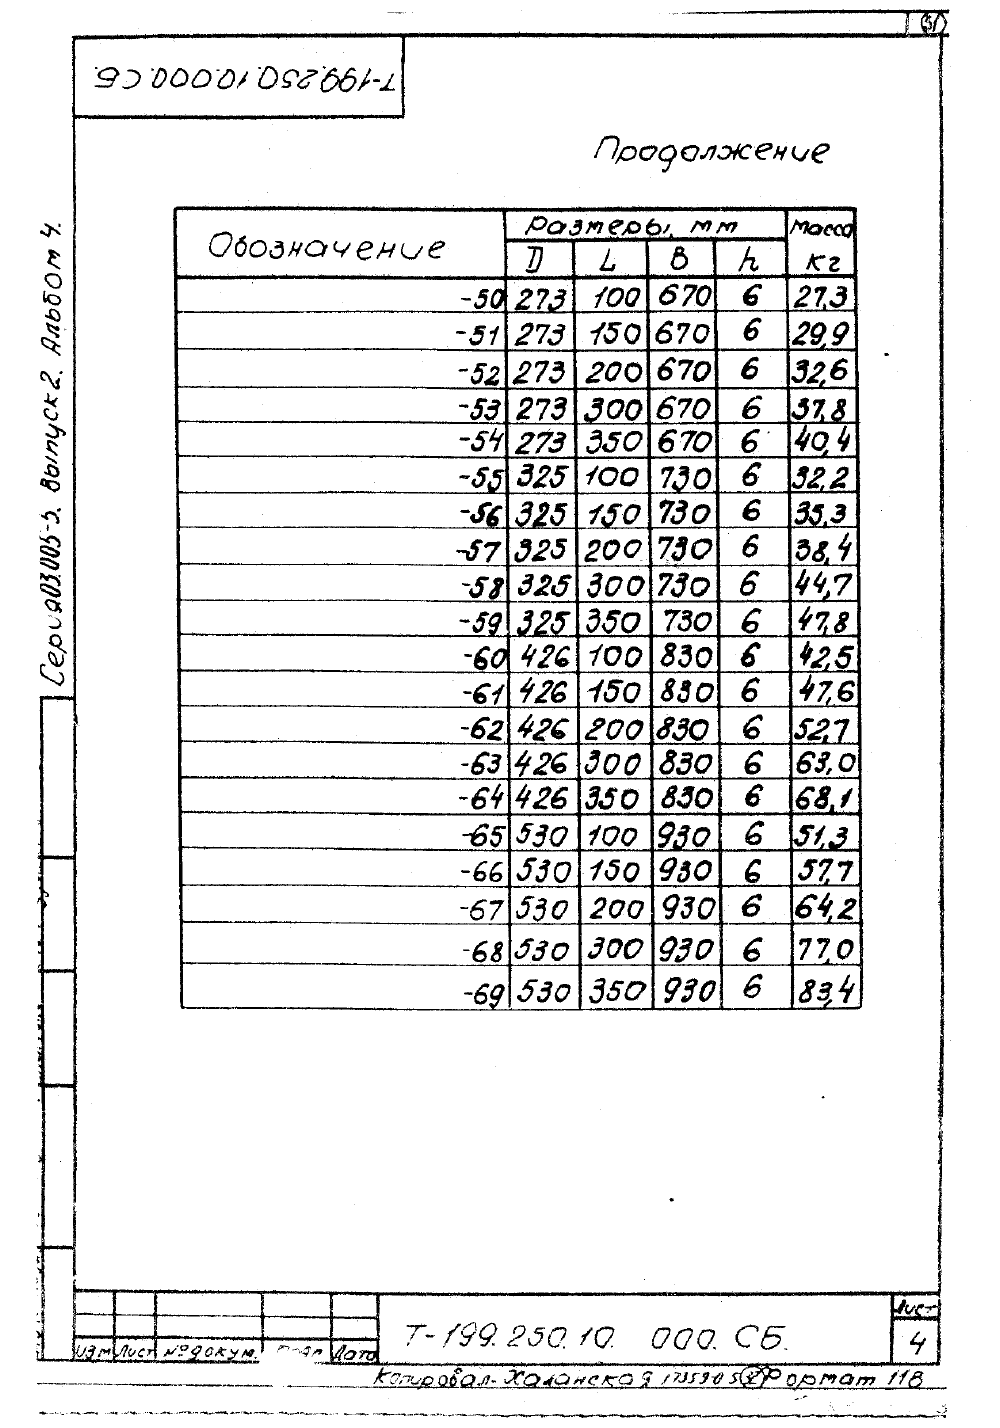 31
Т-199.250.10.000.СБ
Продолжение
Серия 03.005-5. Выпуск 2. Альбом 4.
Обозначение Размеры, мм Масса кг
D L B h
-50 273 100 670 6 27,3
-51 273 150 670 6 29,9
-52 273 200 670 6 32,6
-53 273 300 670 6 37,8
-54 273 350 670 6 40,4
-55 325 100 730 6 32,2
-56 325 150 730 6 35,3
-57 325 200 730 6 38,4
-58 325 300 730 6 44,7
-59 325 350 730 6 47,8
-60 426 100 830 6 42,5
-61 426 150 830 6 47,6
-62 426 200 830 6 52,7
-63 426 300 830 6 63,0
-64 426 350 830 6 68,1
-65 530 100 930 6 51,3
-66 530 150 930 6 57,7
-67 530 200 930 6 64,2
-68 530 300 930 6 77,0
-69 530 350 930 6 83,4
Изм Лист № докум. Подп Дата
Т-199.250.10. 000. СБ.
Лист
4
Копировал- Формат 11В